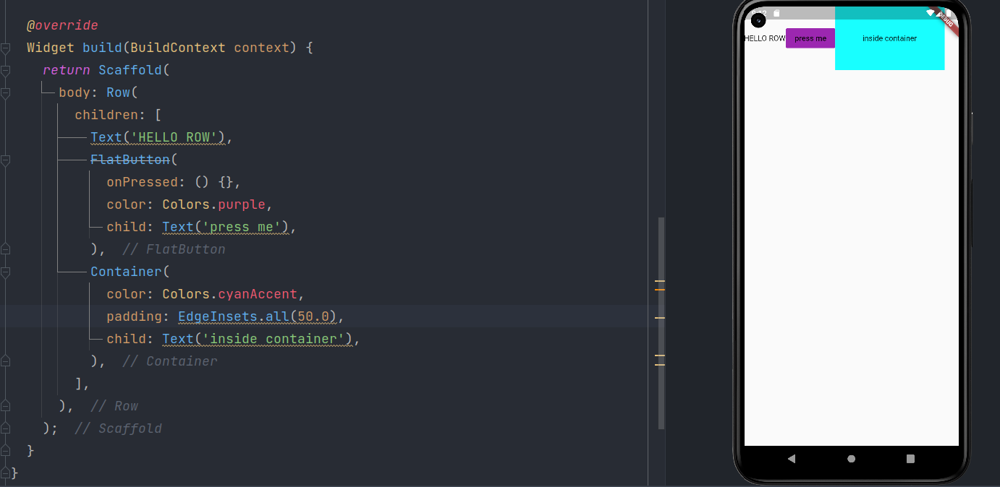 @override
Widget build(BuildContext context) {
return Scaffold(
body: Row(
children: [
Text('HELLO ROW'),
FlatButton(
onPressed: () {},
color: Colors.purple,
child: Text('press me'),
), // FlatButton
Container(
color: Colors.cyanAccent,
padding: EdgeInsets.all(50.0),
child: Text('inside container'),
), // Container
],
), // Row
); // Scaffold
}
}
DEBUG
HELLO ROW press me inside container